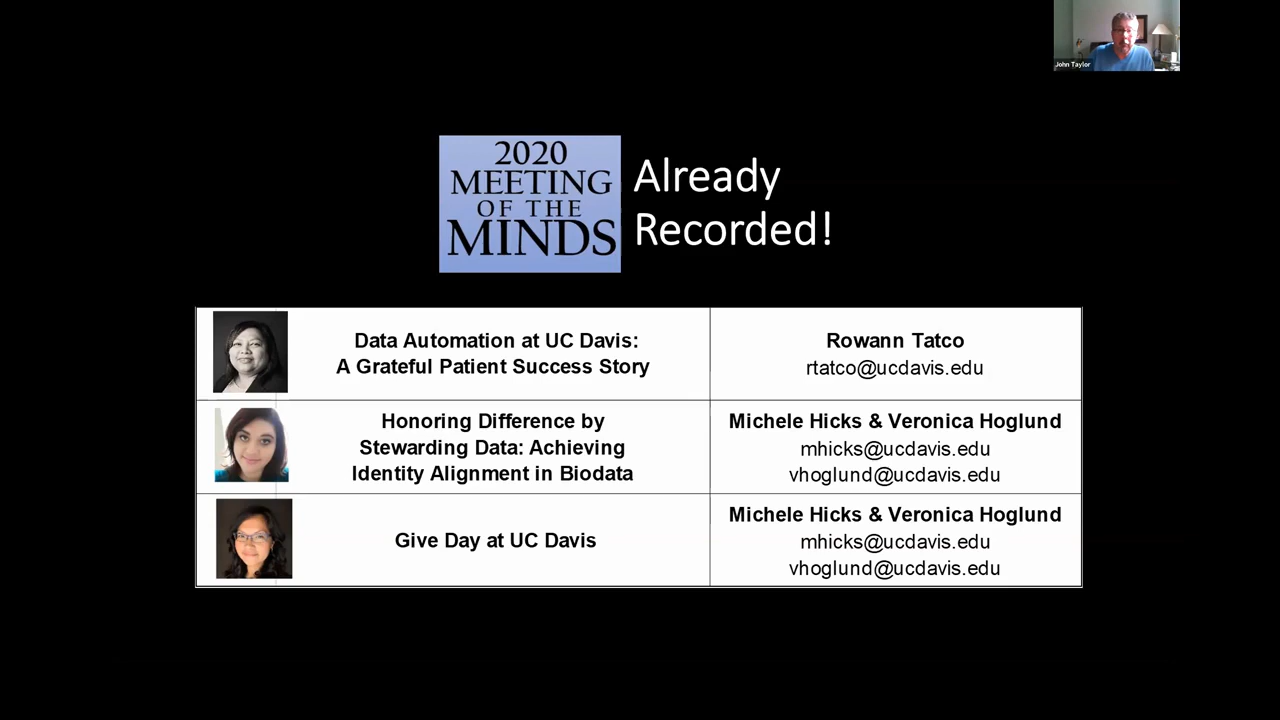 John Taylor
2020
MEETING
OF THE
MINDS
Already
Recorded!
Data Automation at UC Davis:
A Grateful Patient Success Story
Rowann Tatco
rtatco@ucdavis.edu
Honoring Difference by
Stewarding Data: Achieving
Identity Alignment in Biodata
Michele Hicks & Veronica Hoglund
mhicks@ucdavis.edu
vhoglund@ucdavis.edu
Give Day at UC Davis
Michele Hicks & Veronica Hoglund
mhicks@ucdavis.edu
vhoglund@ucdavis.edu